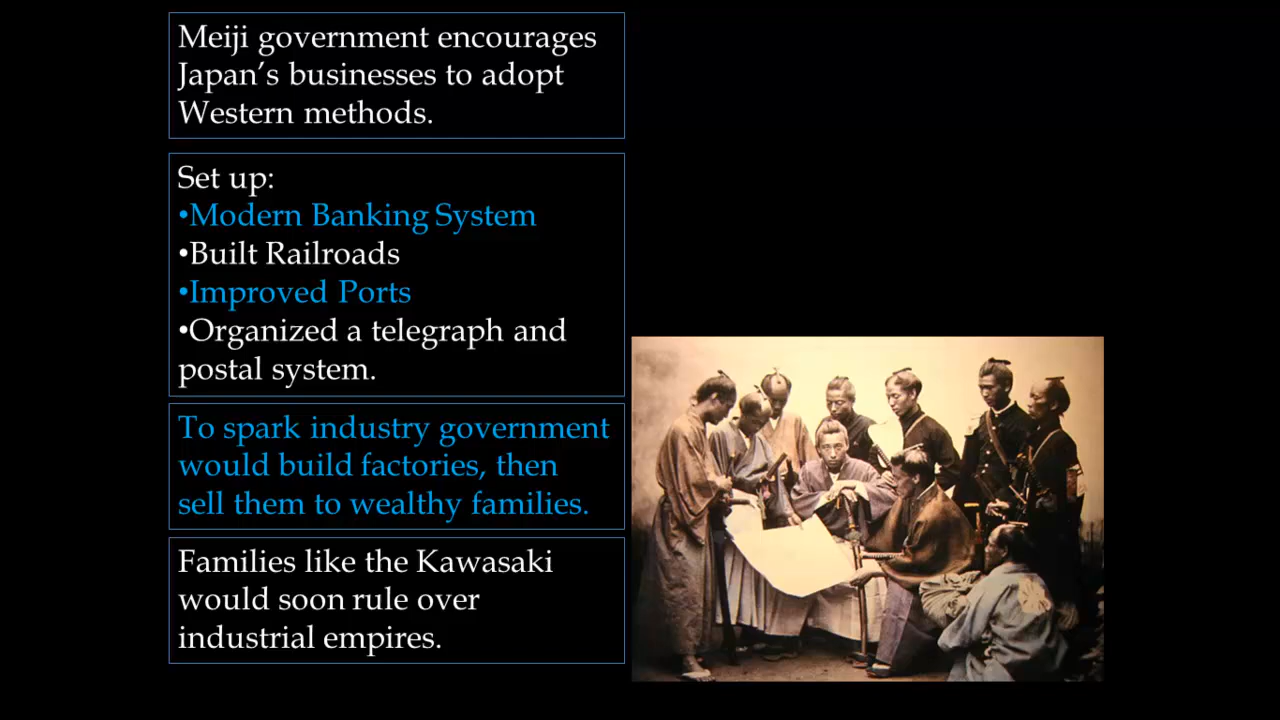 Meiji government encourages
Japan's businesses to adopt
Western methods.
Set up:
•Modern Banking System
•Built Railroads
•Improved Ports
•Organized a telegraph and
postal system.
To spark industry government
would build factories, then
sell them to wealthy families.
Families like the Kawasaki
would soon rule over
industrial empires.